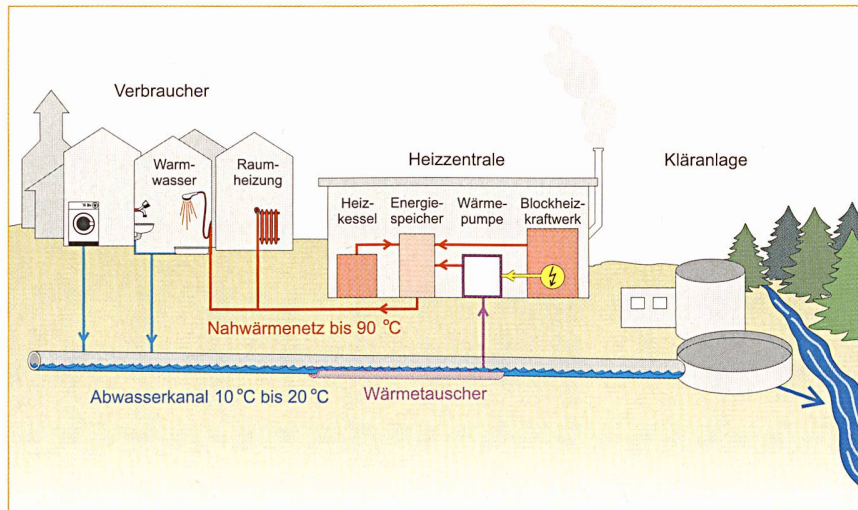 Verbraucher
Warm-
wasser
Raum-
heizung
Heizzentrale
Kläranlage
Heiz-
kessel
Energie-
speicher
Wärme-
pumpe
Blockheiz-
kraftwerk
Nahwärmenetz bis 90 °C
Abwasserkanal 10 °C bis 20 °C
Wärmetauscher